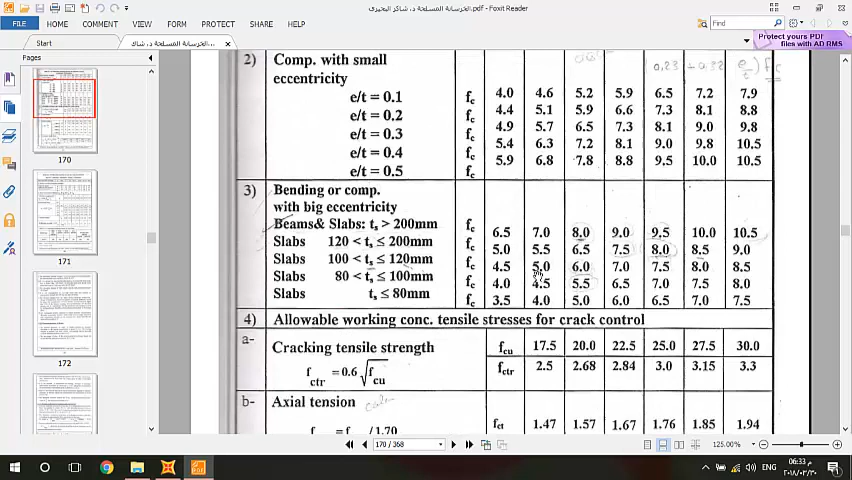 الخرسانة المسلحة د. شاكر البحيرى.pdf - Foxit Reader
FILE HOME COMMENT VIEW FORM PROTECT SHARE HELP
Find
Start
الخرسانة المسلحة د. شاك...
Protect yours PDF
files with AD RMS
Pages
170
171
172
2) Comp. with small
eccentricity
e/t = 0.1 fc 4.0 4.6 5.2 5.9 6.5 7.2 7.9
e/t = 0.2 fc 4.4 5.1 5.9 6.6 7.3 8.1 8.8
e/t = 0.3 fc 4.9 5.7 6.5 7.3 8.1 9.0 9.8
e/t = 0.4 fc 5.4 6.3 7.2 8.1 9.0 9.8 10.5
e/t = 0.5 fc 5.9 6.8 7.8 8.8 9.5 10.0 10.5
3) Bending or comp.
with big eccentricity
Beams& Slabs: ts > 200mm fc 6.5 7.0 8.0 9.0 9.5 10.0 10.5
Slabs 120 < ts ≤ 200mm fc 5.0 5.5 6.5 7.5 8.0 8.5 9.0
Slabs 100 < ts ≤ 120mm fc 4.5 5.0 6.0 7.0 7.5 8.0 8.5
Slabs 80 < ts ≤ 100mm fc 4.0 4.5 5.5 6.5 7.0 7.5 8.0
Slabs ts ≤ 80mm fc 3.5 4.0 5.0 6.0 6.5 7.0 7.5
4) Allowable working conc. tensile stresses for crack control
a- fcu 17.5 20.0 22.5 25.0 27.5 30.0
Cracking tensile strength
fctr = 0.6 √fcu fctr 2.5 2.68 2.84 3.0 3.15 3.3
b-
Axial tension
fct 1.47 1.57 1.67 1.76 1.85 1.94
f = f /1.70
170 / 368
125.00%
ENG
06:33 م
٢٠١٨/٠٣/٢٠